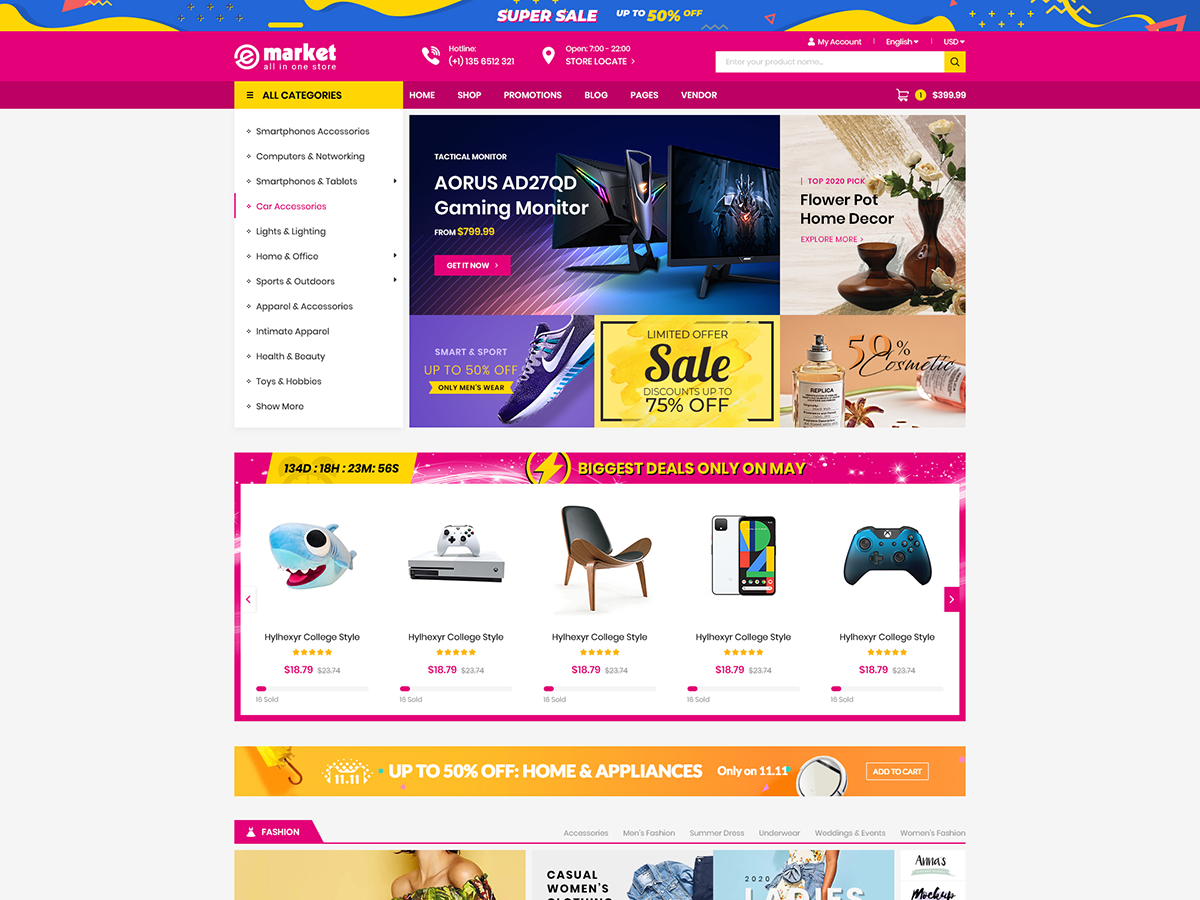 SUPER SALE UP TO 50% OFF
My Account
English
USD
market
all in one store
Hotline:
(+1) 135 6512 321
Open: 7:00 - 22:00
STORE LOCATE
Enter your product name...
ALL CATEGORIES
HOME
SHOP
PROMOTIONS
BLOG
PAGES
VENDOR
1
$399.99
Smartphones Accessories
Computers & Networking
Smartphones & Tablets
Car Accessories
Lights & Lighting
Home & Office
Sports & Outdoors
Apparel & Accessories
Intimate Apparel
Health & Beauty
Toys & Hobbies
Show More
TACTICAL MONITOR
AORUS AD27QD
Gaming Monitor
FROM $799.99
GET IT NOW
TOP 2020 PICK
Flower Pot
Home Decor
EXPLORE MORE
SMART & SPORT
UP TO 50% OFF
ONLY MEN'S WEAR
LIMITED OFFER
Sale
DISCOUNTS UP TO
75% OFF
50%
Cosmetic
REPLICA
134D : 18H : 23M: 56S
BIGGEST DEALS ONLY ON MAY
Hylhexyr College Style
$18.79 $23.74
16 Sold
Hylhexyr College Style
$18.79 $23.74
16 Sold
Hylhexyr College Style
$18.79 $23.74
16 Sold
Hylhexyr College Style
$18.79 $23.74
16 Sold
Hylhexyr College Style
$18.79 $23.74
16 Sold
11.11
UP TO 50% OFF: HOME & APPLIANCES
Only on 11.11
ADD TO CART
FASHION
Accessories
Men's Fashion
Summer Dress
Underwear
Weddings & Events
Women's Fashion
CASUAL
WOMEN'S
CLOTHING
2020
LADIES
Anna's
Mockup